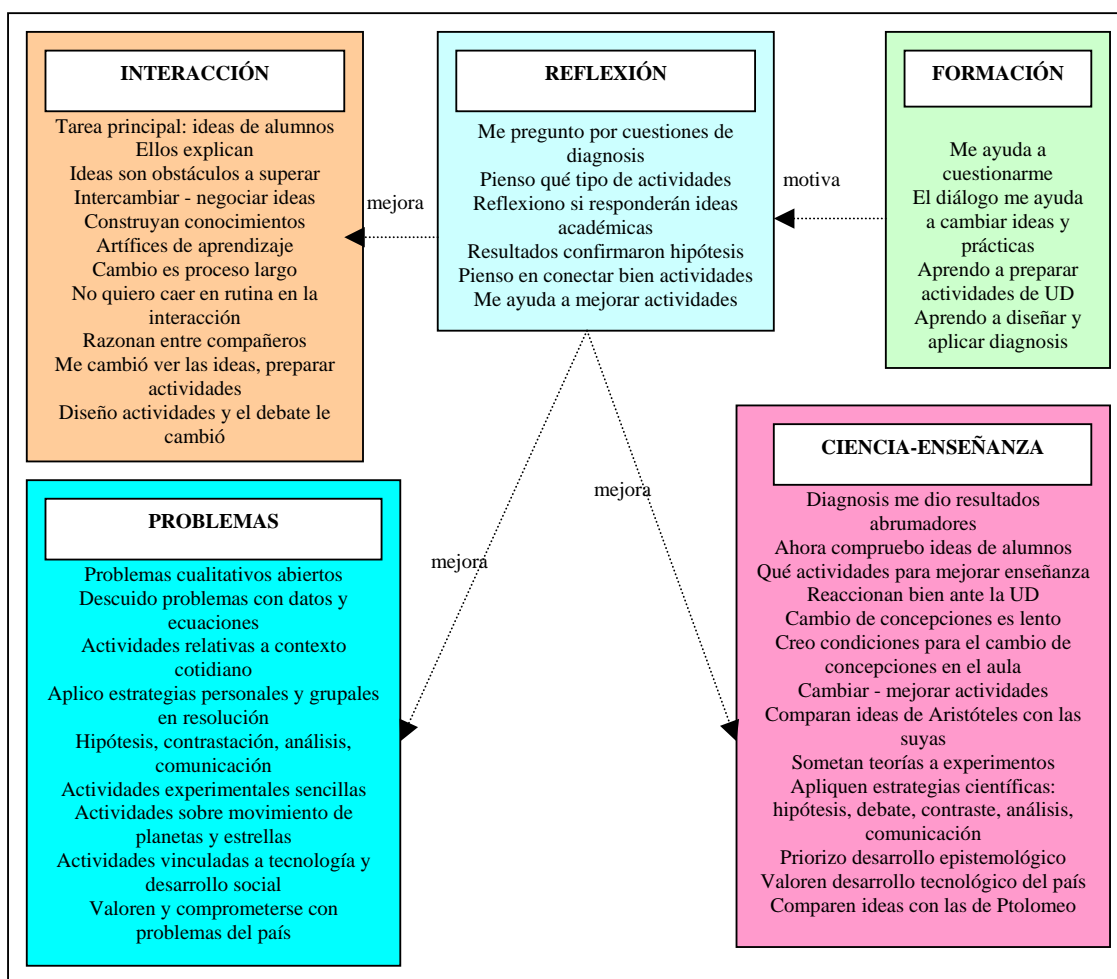 INTERACCIÓN
Tarea principal: ideas de alumnos
Ellos explican
Ideas son obstáculos a superar
Intercambiar - negociar ideas
Construyan conocimientos
Artífices de aprendizaje
Cambio es proceso largo
No quiero caer en rutina en la
interacción
Razonan entre compañeros
Me cambió ver las ideas, preparar
actividades
Diseño actividades y el debate le
cambió
mejora
REFLEXIÓN
Me pregunto por cuestiones de
diagnosis
Pienso qué tipo de actividades
Reflexiono si responderán ideas
académicas
Resultados confirmaron hipótesis
Pienso en conectar bien actividades
Me ayuda a mejorar actividades
motiva
FORMACIÓN
Me ayuda a
cuestionarme
El diálogo me ayuda
a cambiar ideas y
prácticas
Aprendo a preparar
actividades de UD
Aprendo a diseñar y
aplicar diagnosis
PROBLEMAS
Problemas cualitativos abiertos
Descuido problemas con datos y
ecuaciones
Actividades relativas a contexto
cotidiano
Aplico estrategias personales y grupales
en resolución
Hipótesis, contrastación, análisis,
comunicación
Actividades experimentales sencillas
Actividades sobre movimiento de
planetas y estrellas
Actividades vinculadas a tecnología y
desarrollo social
Valoren y comprometerse con
problemas del país
mejora
mejora
CIENCIA-ENSEÑANZA
Diagnosis me dio resultados
abrumadores
Ahora compruebo ideas de alumnos
Qué actividades para mejorar enseñanza
Reaccionan bien ante la UD
Cambio de concepciones es lento
Creo condiciones para el cambio de
concepciones en el aula
Cambiar - mejorar actividades
Comparan ideas de Aristóteles con las
suyas
Sometan teorías a experimentos
Apliquen estrategias científicas:
hipótesis, debate, contraste, análisis,
comunicación
Priorizo desarrollo epistemológico
Valoren desarrollo tecnológico del país
Comparen ideas con las de Ptolomeo